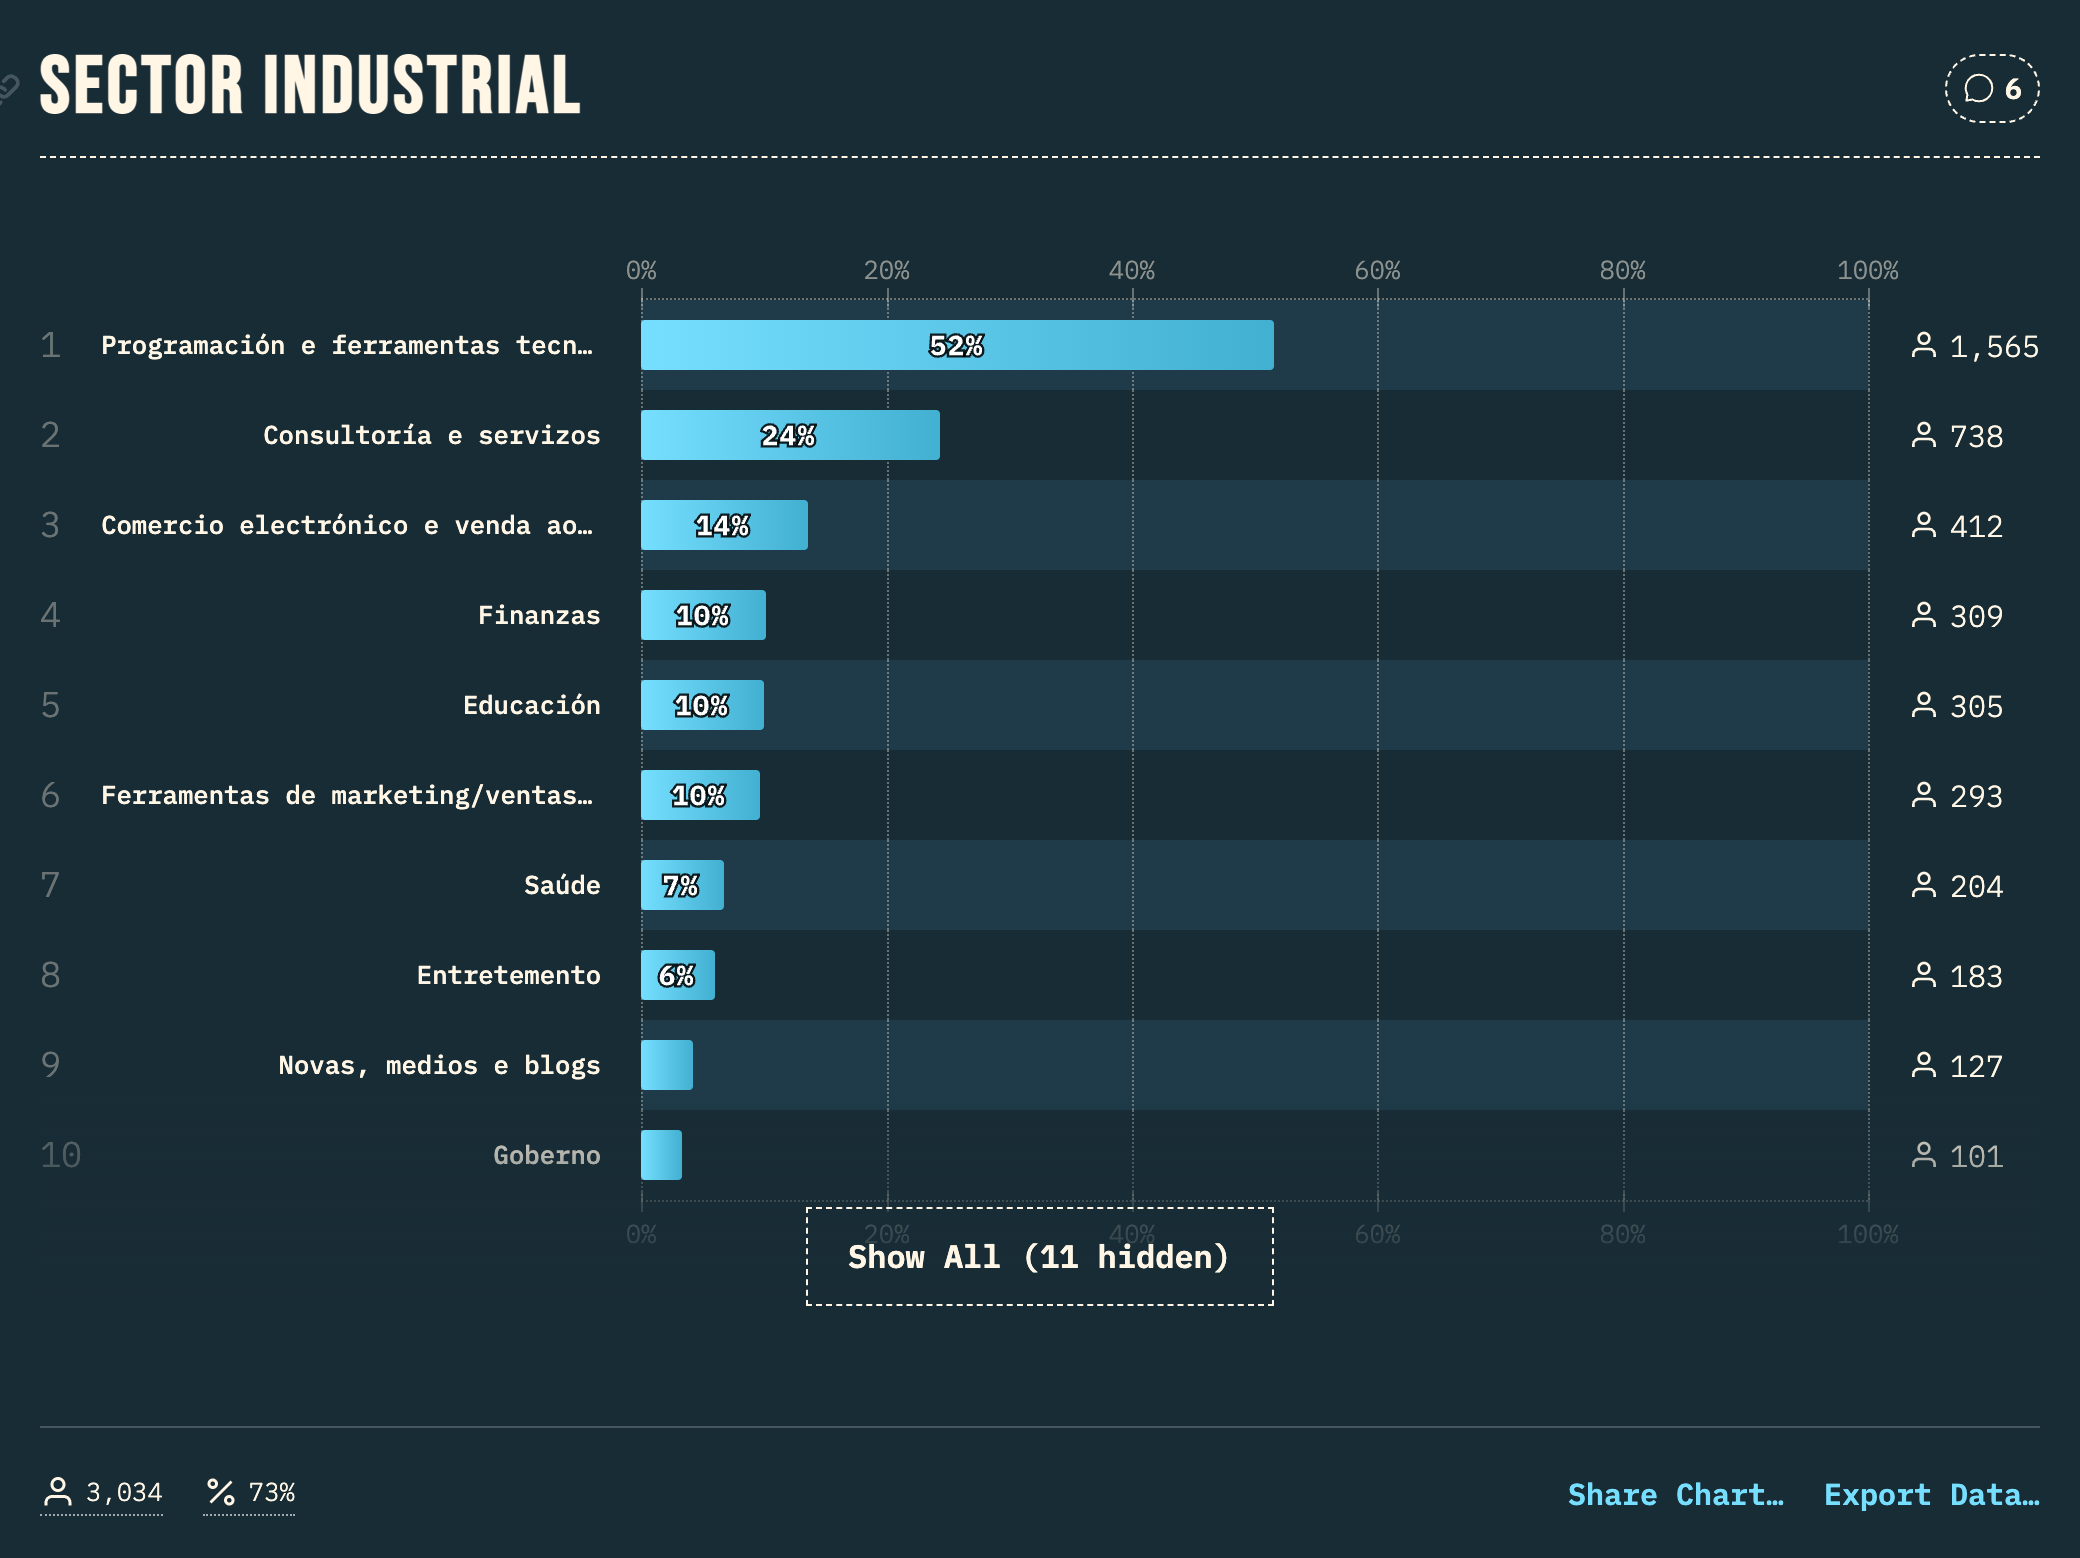 SECTOR INDUSTRIAL
6
0% 20% 40% 60% 80% 100%
1 Programación e ferramentas tecn… 52% 1,565
2 Consultoría e servizos 24% 738
3 Comercio electrónico e venda ao… 14% 412
4 Finanzas 10% 309
5 Educación 10% 305
6 Ferramentas de marketing/ventas… 10% 293
7 Saúde 7% 204
8 Entretemento 6% 183
9 Novas, medios e blogs 127
10 Goberno 101
0% 20% 40% 60% 80% 100%
Show All (11 hidden)
3,034 73% Share Chart… Export Data…